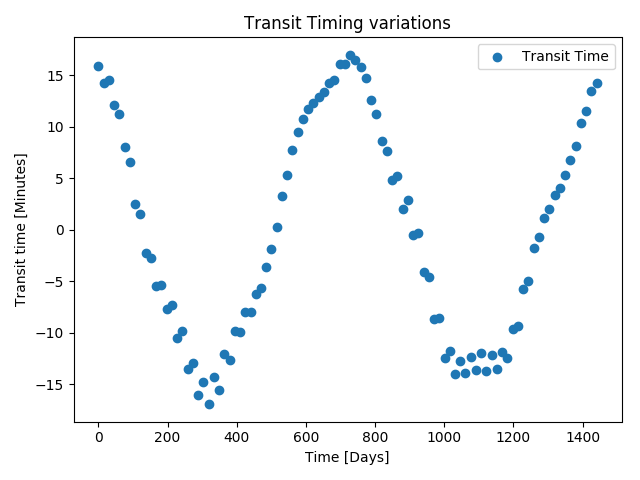 Transit Timing variations
Transit Time
Transit time [Minutes]
15
10
5
0
−5
−10
−15
0 200 400 600 800 1000 1200 1400
Time [Days]